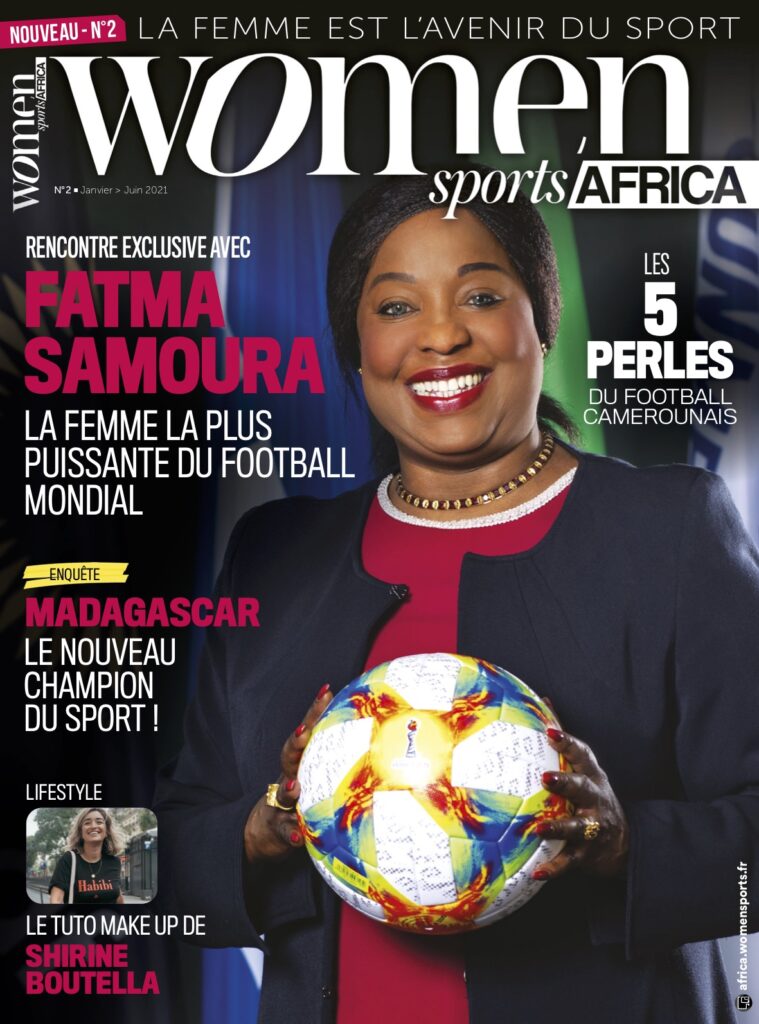 NOUVEAU - N°2
LA FEMME EST L'AVENIR DU SPORT
women
sports/AFRICA
women
sports/AFRICA
N°2 ■ Janvier > Juin 2021
RENCONTRE EXCLUSIVE AVEC
FATMA
SAMOURA
LA FEMME LA PLUS
PUISSANTE DU FOOTBALL
MONDIAL
LES
5
PERLES
DU FOOTBALL
CAMEROUNAIS
ENQUÊTE
MADAGASCAR
LE NOUVEAU
CHAMPION
DU SPORT !
LIFESTYLE
Habibi
LE TUTO MAKE UP DE
SHIRINE
BOUTELLA
africa.womensports.fr